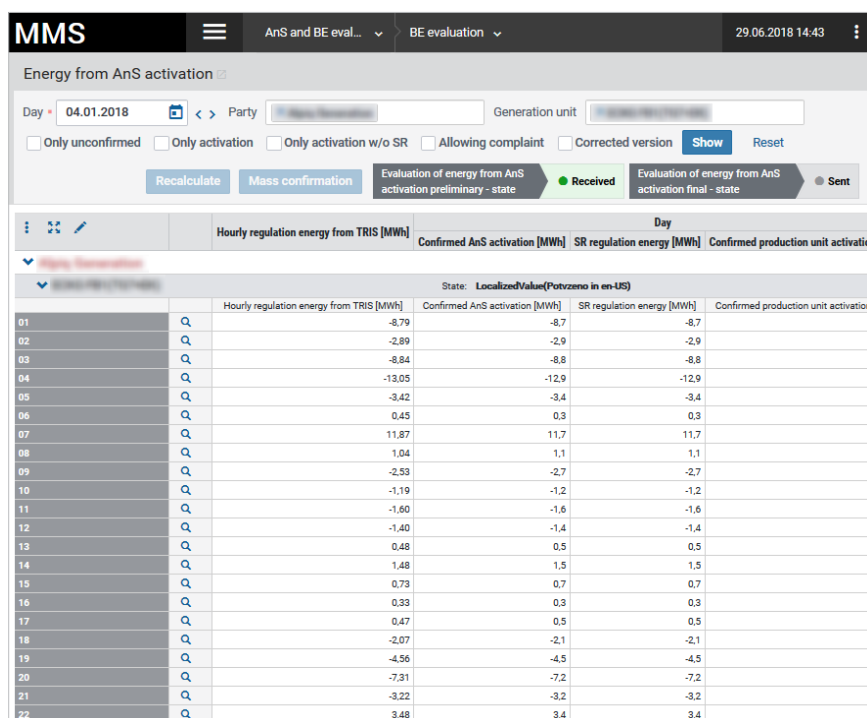 MMS AnS and BE eval... BE evaluation 29.06.2018 14:43
Energy from AnS activation
Day * 04.01.2018 Party Generation unit
Only unconfirmed Only activation Only activation w/o SR Allowing complaint Corrected version Show Reset
Recalculate Mass confirmation Evaluation of energy from AnS activation preliminary - state Received Evaluation of energy from AnS activation final - state Sent
Day
Hourly regulation energy from TRIS [MWh] Confirmed AnS activation [MWh] SR regulation energy [MWh] Confirmed production unit activatio
State: LocalizedValue(Potvzeno in en-US)
Hourly regulation energy from TRIS [MWh] Confirmed AnS activation [MWh] SR regulation energy [MWh] Confirmed production unit activation
01 -8,79 -8,7 -8,7
02 -2,89 -2,9 -2,9
03 -8,84 -8,8 -8,8
04 -13,05 -12,9 -12,9
05 -3,42 -3,4 -3,4
06 0,45 0,3 0,3
07 11,87 11,7 11,7
08 1,04 1,1 1,1
09 -2,53 -2,7 -2,7
10 -1,19 -1,2 -1,2
11 -1,60 -1,6 -1,6
12 -1,40 -1,4 -1,4
13 0,48 0,5 0,5
14 1,48 1,5 1,5
15 0,73 0,7 0,7
16 0,33 0,3 0,3
17 0,47 0,5 0,5
18 -2,07 -2,1 -2,1
19 -4,56 -4,5 -4,5
20 -7,31 -7,2 -7,2
21 -3,22 -3,2 -3,2
22 3,48 3,4 3,4